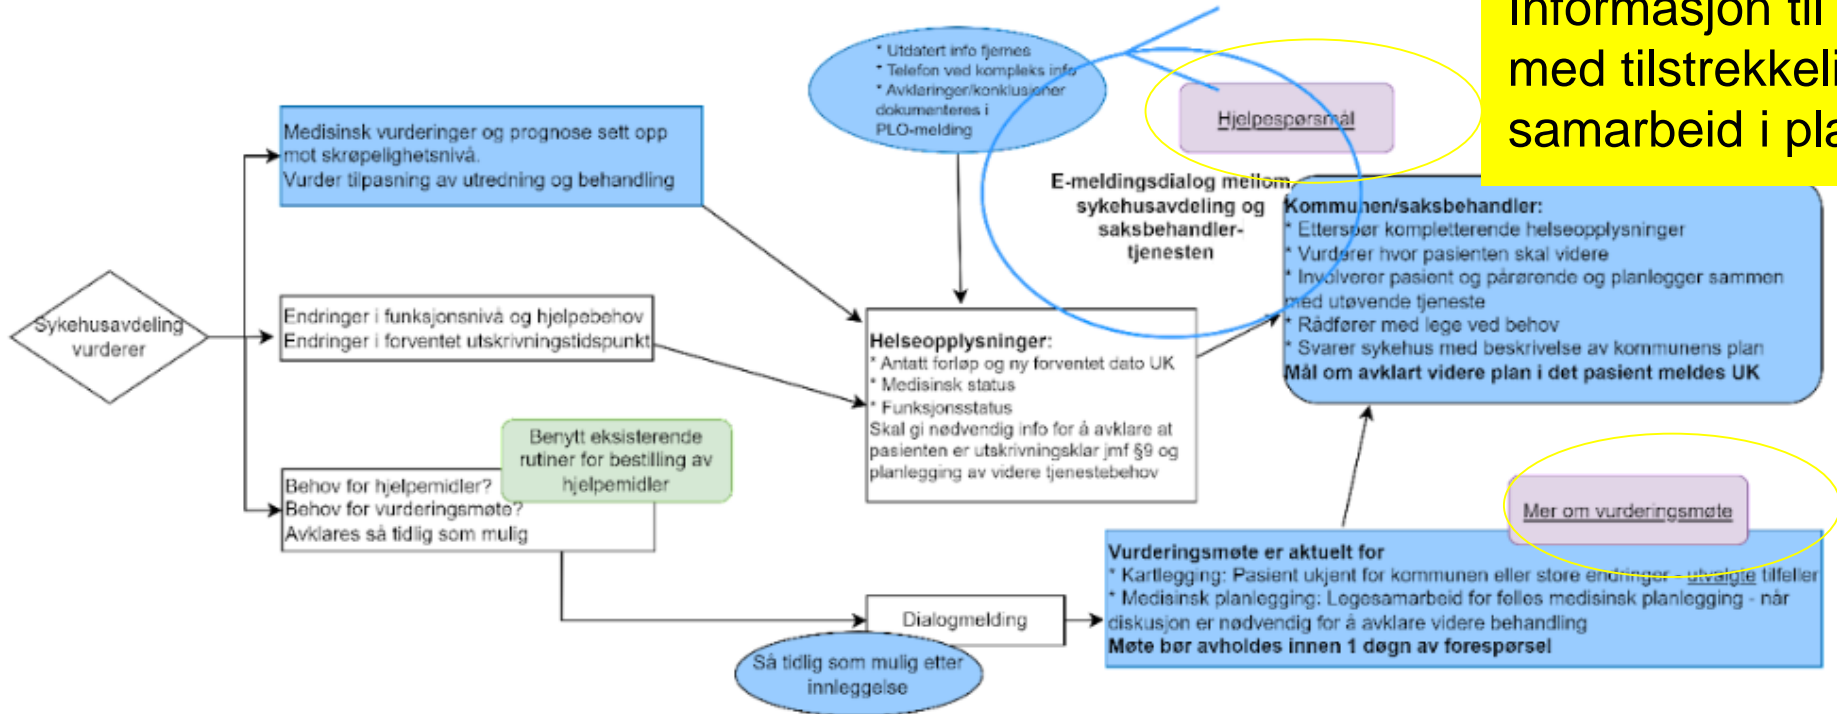 Informasjon til
med tilstrekkeli
samarbeid i pla
* Utdatert info fjernes
* Telefon ved kompleks info
* Avklaringer/konklusjoner
dokumenteres i
PLO-melding
Hjelpespørsmål
Medisinsk vurderinger og prognose sett opp
mot skrøpelighetsnivå.
Vurder tilpasning av utredning og behandling
E-meldingsdialog mellom
sykehusavdeling og
saksbehandler-
tjenesten
Kommunen/saksbehandler:
* Etterspør kompletterende helseopplysninger
* Vurderer hvor pasienten skal videre
* Involverer pasient og pårørende og planlegger sammen
med utøvende tjeneste
* Rådfører med lege ved behov
* Svarer sykehus med beskrivelse av kommunens plan
Mål om avklart videre plan i det pasient meldes UK
Sykehusavdeling
vurderer
Endringer i funksjonsnivå og hjelpebehov
Endringer i forventet utskrivningstidspunkt
Helseopplysninger:
* Antatt forløp og ny forventet dato UK
* Medisinsk status
* Funksjonsstatus
Skal gi nødvendig info for å avklare at
pasienten er utskrivningsklar jmf §9 og
planlegging av videre tjenestebehov
Benytt eksisterende
rutiner for bestilling av
hjelpemidler
Behov for hjelpemidler?
Behov for vurderingsmøte?
Avklares så tidlig som mulig
Mer om vurderingsmøte
Vurderingsmøte er aktuelt for
* Kartlegging: Pasient ukjent for kommunen eller store endringer - utvalgte tilfeller
* Medisinsk planlegging: Legesamarbeid for felles medisinsk planlegging - når
diskusjon er nødvendig for å avklare videre behandling
Møte bør avholdes innen 1 døgn av forespørsel
Dialogmelding
Så tidlig som mulig etter
innleggelse